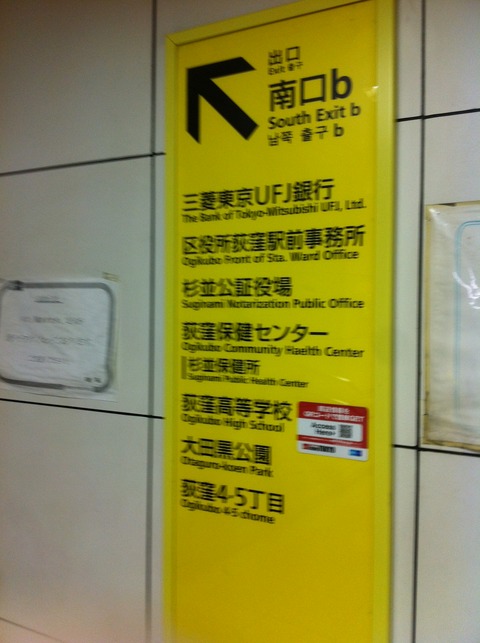 出口
Exit 출구
南口b
South Exit b
남쪽 출구 b
三菱東京UFJ銀行
The Bank of Tokyo-Mitsubishi UFJ, Ltd.
区役所荻窪駅前事務所
Ogikubo Front of Sta. Ward Office
杉並公証役場
Suginami Notarization Public Office
荻窪保健センター
Ogikubo Community Haelth Center
杉並保健所
Suginami Public Health Center
荻窪高等学校
Ogikubo High School
Access
Here!
大田黒公園
Otaguro-koen Park
荻窪4・5丁目
Ogikubo 4-5 chome